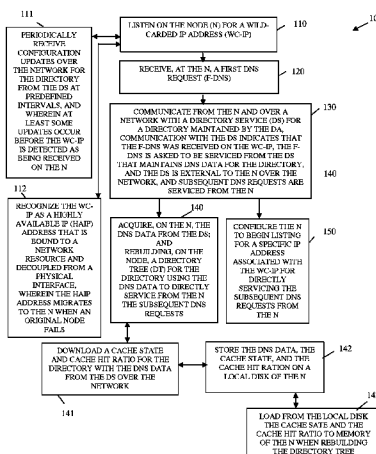 10
111
PERIODICALLY
RECEIVE
CONFIGURATION
UPDATES OVER
THE NETWORK FOR
THE DIRECTORY
FROM THE DS AT
PREDEFINED
INTERVALS, AND
WHEREIN AT
LEAST SOME
UPDATES OCCUR
BEFORE THE WC-IP
IS DETECTED AS
BEING RECEIVED
ON THE N
LISTEN ON THE NODE (N) FOR A WILD-
CARDED IP ADDRESS (WC-IP)
110
RECEIVE, AT THE N, A FIRST DNS
REQUEST (F-DNS)
120
COMMUNICATE FROM THE N AND OVER A
NETWORK WITH A DIRECTORY SERVICE (DS) FOR
A DIRECTORY MAINTAINED BY THE DA,
COMMUNICATION WITH THE DS INDICATES THAT
THE F-DNS WAS RECEIVED ON THE WC-IP, THE F-
DNS IS ASKED TO BE SERVICED FROM THE DS
THAT MAINTAINS DNS DATA FOR THE DIRECTORY,
AND THE DS IS EXTERNAL TO THE N OVER THE
NETWORK, AND SUBSEQUENT DNS REQUESTS ARE
SERVICED FROM THE N
130
140
112
RECOGNIZE THE WC-
IP AS A HIGHLY
AVAILABLE IP (HAIP)
ADDRESS THAT IS
BOUND TO A
NETWORK
RESOURCE AND
DECOUPLED FROM A
PHYSICAL
INTERFACE,
WHEREIN THE HAIP
ADDRESS MIGRATES
TO THE N WHEN AN
ORIGINAL NODE
FAILS
140
ACQUIRE, ON THE N, THE
DNS DATA FROM THE DS;
AND
REBUILDING, ON THE
NODE, A DIRECTORY
TREE (DT) FOR THE
DIRECTORY USING THE
DNS DATA TO DIRECTLY
SERVICE FROM THE N
THE SUBSEQUENT DNS
REQUESTS
CONFIGURE THE N
TO BEGIN LISTING
FOR A SPECIFIC IP
ADDRESS
ASSOCIATED WITH
THE WC-IP FOR
DIRECTLY
SERVICING THE
SUBSEQUENT DNS
REQUESTS FROM
THE N
150
DOWNLOAD A CACHE STATE
AND CACHE HIT RATIO FOR THE
DIRECTORY WITH THE DNS DATA
FROM THE DS OVER THE
NETWORK
141
STORE THE DNS DATA, THE
CACHE STATE, AND THE
CACHE HIT RATION ON A
LOCAL DISK OF THE N
142
14
LOAD FROM THE LOCAL DISK
THE CACHE SATE AND THE
CACHE HIT RATIO TO MEMORY
OF THE N WHEN REBUILDING
THE DIRECTORY TREE